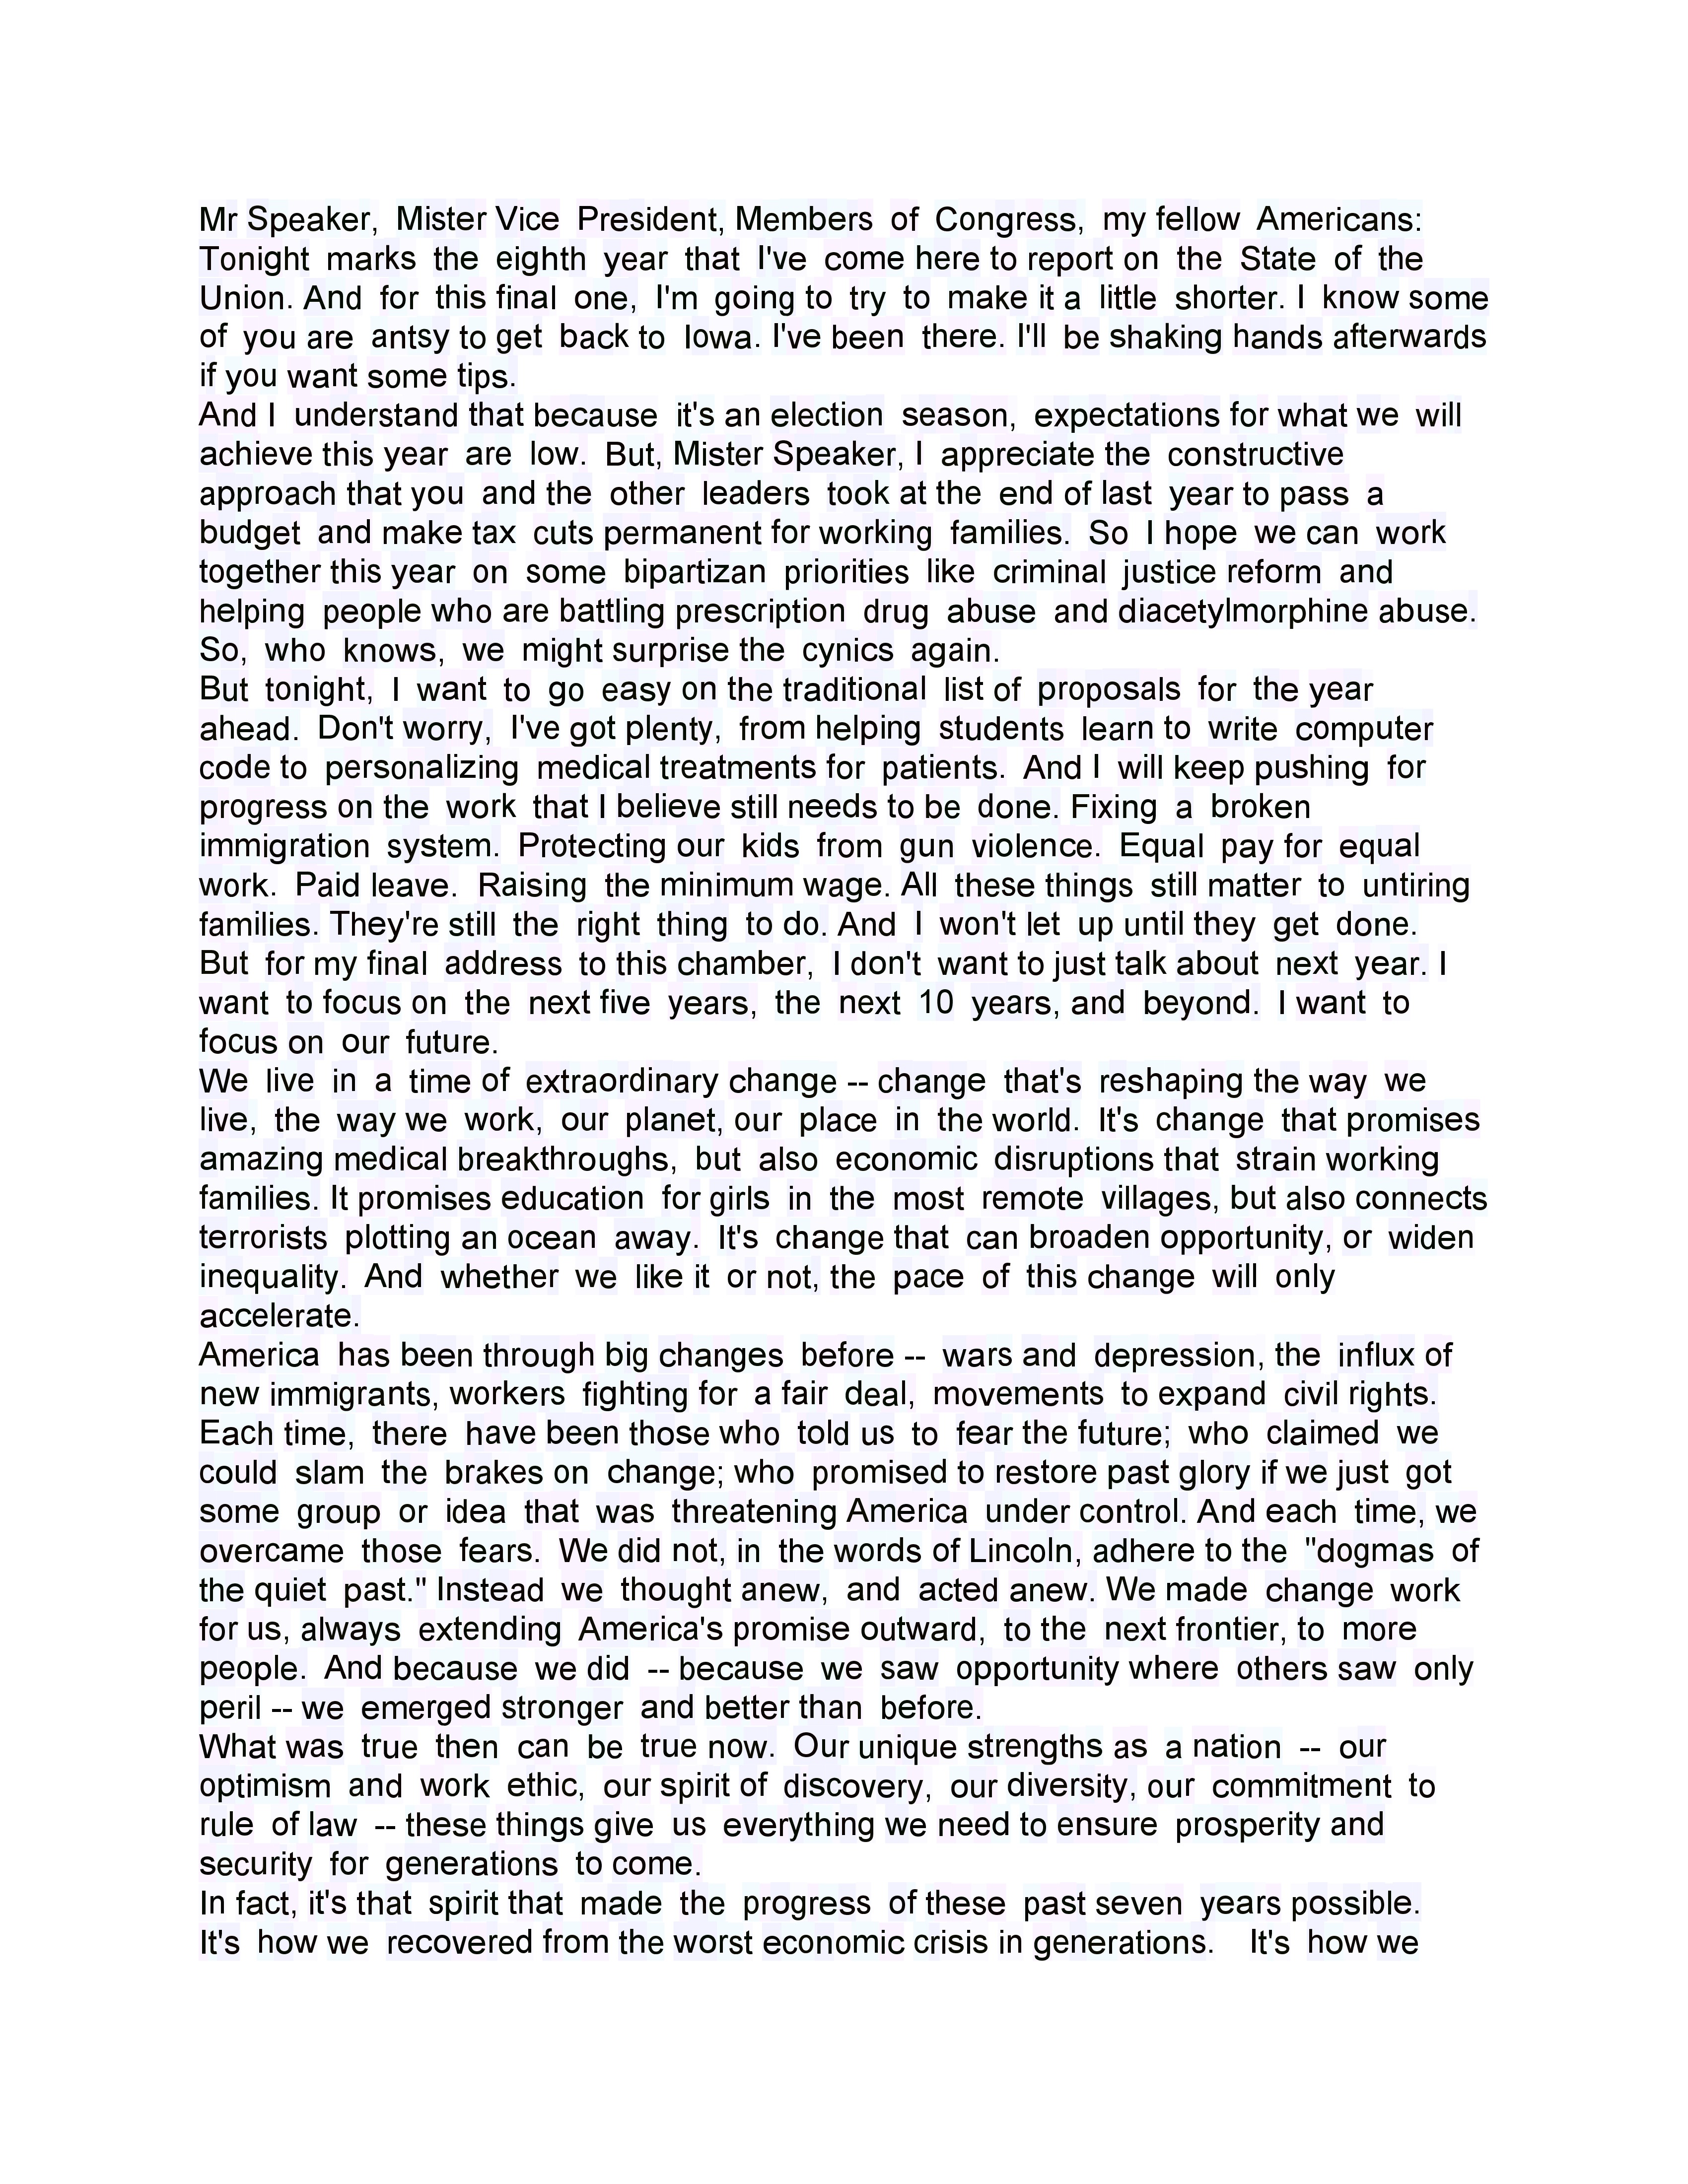 Mr Speaker, Mister Vice President, Members of Congress, my fellow Americans:
Tonight marks the eighth year that I've come here to report on the State of the
Union. And for this final one, I'm going to try to make it a little shorter. I know some
of you are antsy to get back to Iowa. I've been there. I'll be shaking hands afterwards
if you want some tips.
And I understand that because it's an election season, expectations for what we will
achieve this year are low. But, Mister Speaker, I appreciate the constructive
approach that you and the other leaders took at the end of last year to pass a
budget and make tax cuts permanent for working families. So I hope we can work
together this year on some bipartizan priorities like criminal justice reform and
helping people who are battling prescription drug abuse and diacetylmorphine abuse.
So, who knows, we might surprise the cynics again.
But tonight, I want to go easy on the traditional list of proposals for the year
ahead. Don't worry, I've got plenty, from helping students learn to write computer
code to personalizing medical treatments for patients. And I will keep pushing for
progress on the work that I believe still needs to be done. Fixing a broken
immigration system. Protecting our kids from gun violence. Equal pay for equal
work. Paid leave. Raising the minimum wage. All these things still matter to untiring
families. They're still the right thing to do. And I won't let up until they get done.
But for my final address to this chamber, I don't want to just talk about next year. I
want to focus on the next five years, the next 10 years, and beyond. I want to
focus on our future.
We live in a time of extraordinary change -- change that's reshaping the way we
live, the way we work, our planet, our place in the world. It's change that promises
amazing medical breakthroughs, but also economic disruptions that strain working
families. It promises education for girls in the most remote villages, but also connects
terrorists plotting an ocean away. It's change that can broaden opportunity, or widen
inequality. And whether we like it or not, the pace of this change will only
accelerate.
America has been through big changes before -- wars and depression, the influx of
new immigrants, workers fighting for a fair deal, movements to expand civil rights.
Each time, there have been those who told us to fear the future; who claimed we
could slam the brakes on change; who promised to restore past glory if we just got
some group or idea that was threatening America under control. And each time, we
overcame those fears. We did not, in the words of Lincoln, adhere to the "dogmas of
the quiet past." Instead we thought anew, and acted anew. We made change work
for us, always extending America's promise outward, to the next frontier, to more
people. And because we did -- because we saw opportunity where others saw only
peril -- we emerged stronger and better than before.
What was true then can be true now. Our unique strengths as a nation -- our
optimism and work ethic, our spirit of discovery, our diversity, our commitment to
rule of law -- these things give us everything we need to ensure prosperity and
security for generations to come.
In fact, it's that spirit that made the progress of these past seven years possible.
It's how we recovered from the worst economic crisis in generations. It's how we